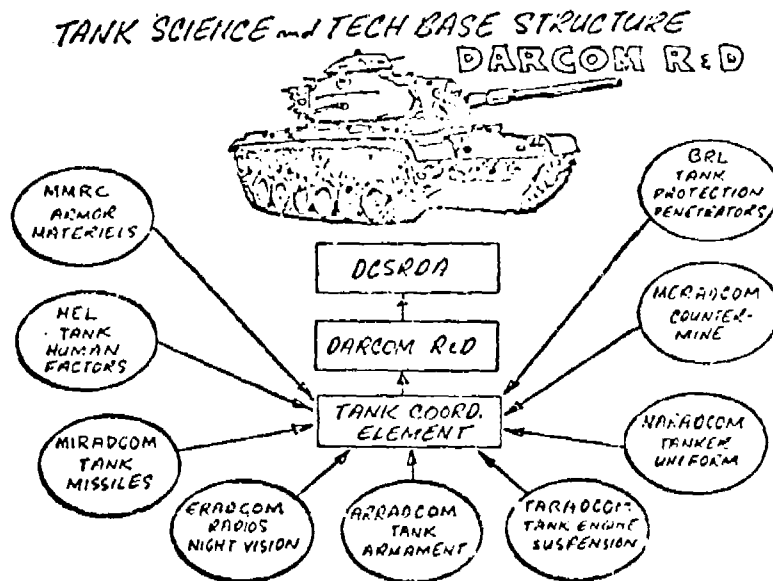 TANK SCIENCE and TECH BASE STRUCTURE
DARCOM R&D
MMRC
ARMOR
MATERIELS
BRL
TANK
PROTECTION
PENETRATORS
DCSRDA
HEL
TANK
HUMAN
FACTORS
DARCOM R&D
MERADCOM
COUNTER-
MINE
TANK COORD.
ELEMENT
MIRADCOM
TANK
MISSILES
NARADCOM
TANKER
UNIFORM
ERADCOM
RADIOS
NIGHT VISION
ARRADCOM
TANK
ARMAMENT
TARADCOM
TANK ENGINE
SUSPENSION